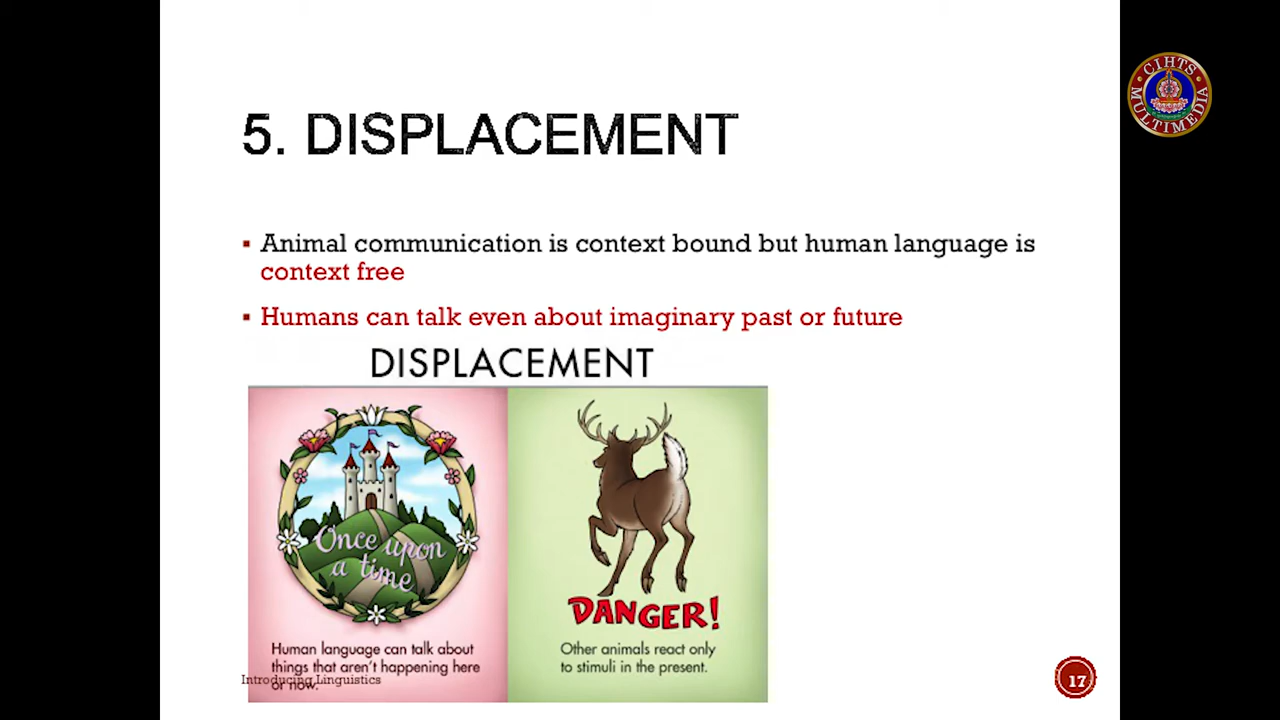 5. DISPLACEMENT
CIHTS
MULTIMEDIA
▪ Animal communication is context bound but human language is
context free
▪ Humans can talk even about imaginary past or future
DISPLACEMENT
Once upon
a time
DANGER!
Human language can talk about
things that aren't happening here
or now.
Other animals react only
to stimuli in the present.
Introducing Linguistics
17